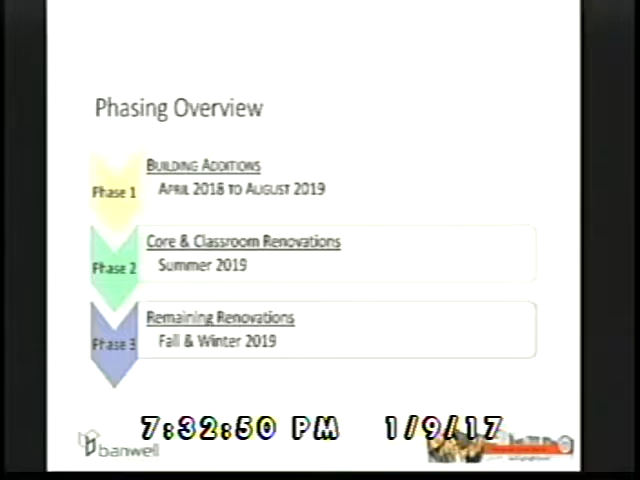 Phasing Overview
Phase 1
BUILDING ADDITIONS
APRIL 2018 TO AUGUST 2019
Phase 2
Core & Classroom Renovations
Summer 2019
Phase 3
Remaining Renovations
Fall & Winter 2019
7:32:50 PM 1/9/17
banwell